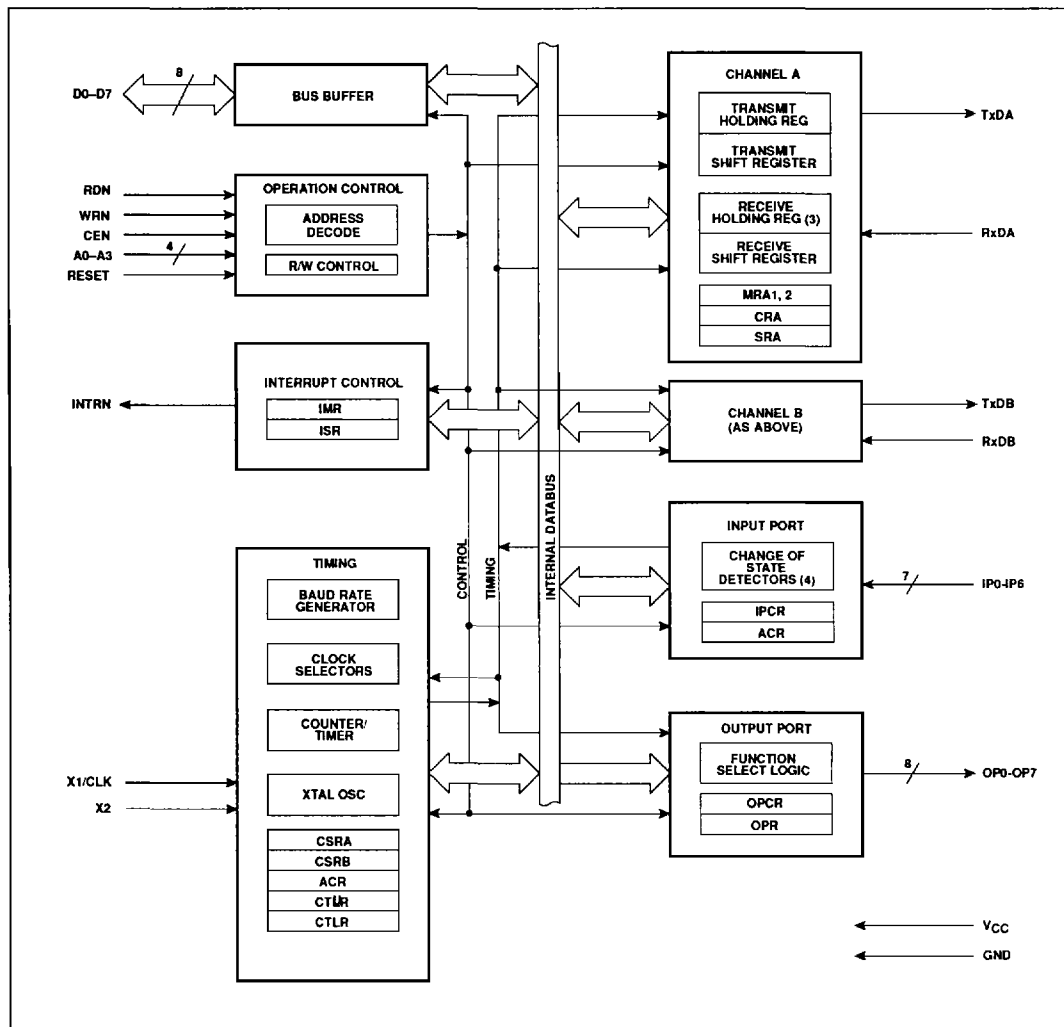 D0–D7
8
BUS BUFFER
RDN
WRN
CEN
A0–A3
4
RESET
OPERATION CONTROL
ADDRESS
DECODE
R/W CONTROL
INTRN
INTERRUPT CONTROL
IMR
ISR
TIMING
BAUD RATE
GENERATOR
CLOCK
SELECTORS
COUNTER/
TIMER
X1/CLK
X2
XTAL OSC
CSRA
CSRB
ACR
CTUR
CTLR
CONTROL
TIMING
INTERNAL DATABUS
CHANNEL A
TRANSMIT
HOLDING REG
TRANSMIT
SHIFT REGISTER
RECEIVE
HOLDING REG (3)
RECEIVE
SHIFT REGISTER
MRA1, 2
CRA
SRA
TxDA
RxDA
CHANNEL B
(AS ABOVE)
TxDB
RxDB
INPUT PORT
CHANGE OF
STATE
DETECTORS (4)
IPCR
ACR
7
IP0-IP6
OUTPUT PORT
FUNCTION
SELECT LOGIC
OPCR
OPR
8
OP0-OP7
VCC
GND